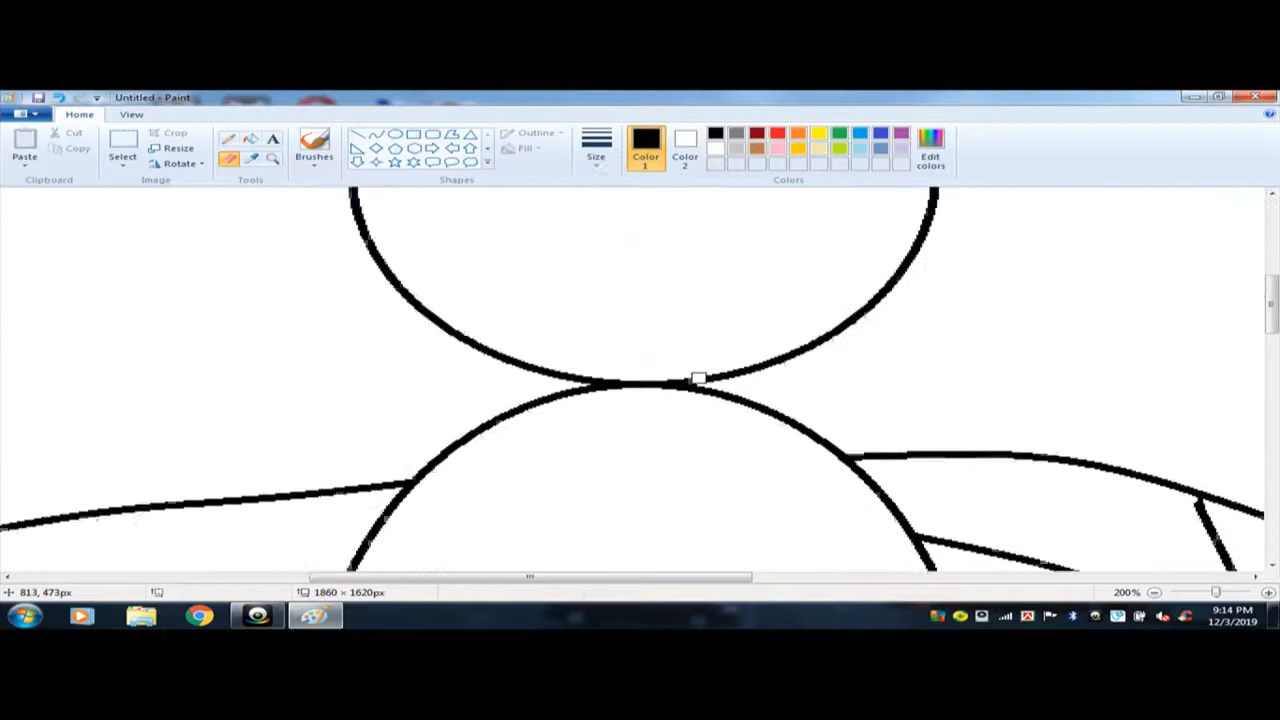 Untitled - Paint
Home View
Paste Cut Copy
Select Crop Resize Rotate
Brushes
Outline Fill
Size
Color 1
Color 2
Edit colors
Clipboard Image Tools Shapes Colors
813, 473px 1860 × 1620px 200%
9:14 PM
12/3/2019